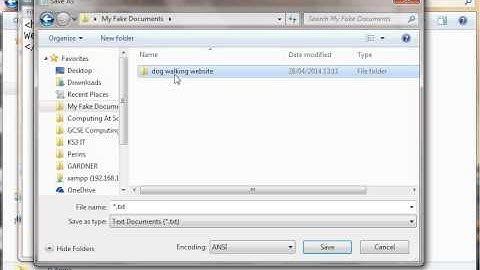 Save As
My Fake Documents
Search My Fake Documents
Organize
New folder
Name
Date modified
Type
Favorites
Desktop
Downloads
Recent Places
My Fake Docume
Computing At Sc
GCSE Computing
KS3 IT
Perins
GARDNER
xampp (192.168.1
OneDrive
dog walking website
28/04/2014 13:11
File folder
File name: *.txt
Save as type: Text Documents (*.txt)
Hide Folders
Encoding: ANSI
Save
Cancel